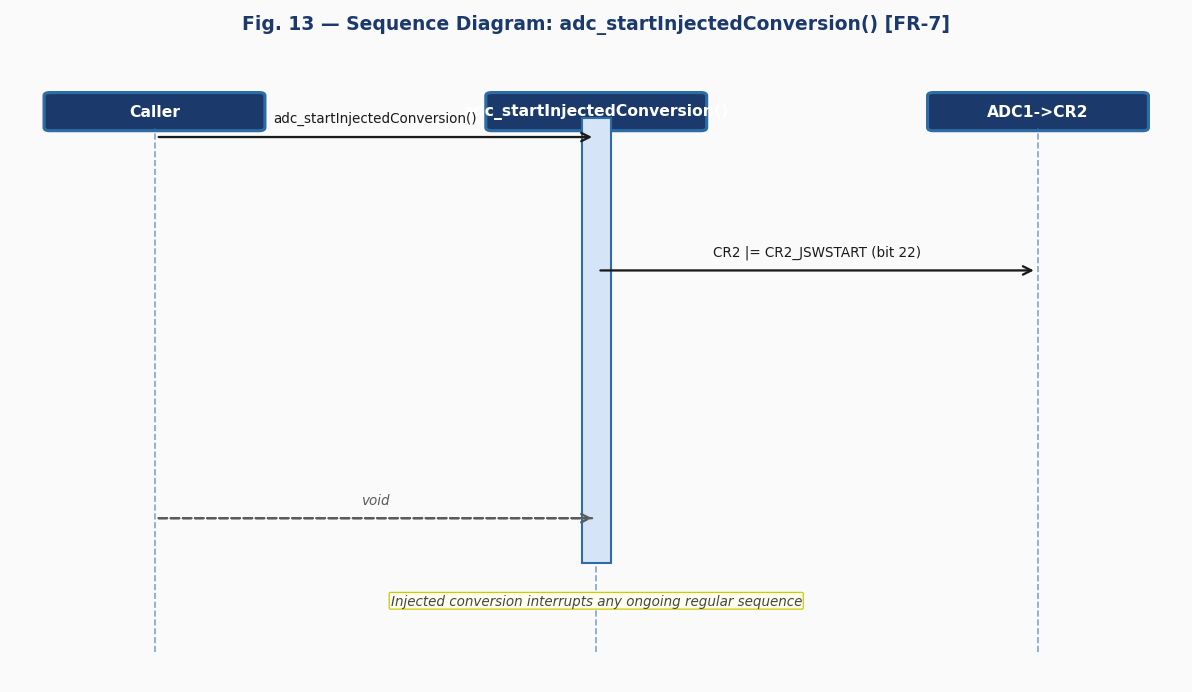 Fig. 13 — Sequence Diagram: adc_startInjectedConversion() [FR-7]
Caller
adc_startInjectedConversion()
ADC1->CR2
adc_startInjectedConversion()
CR2 |= CR2_JSWSTART (bit 22)
void
Injected conversion interrupts any ongoing regular sequence